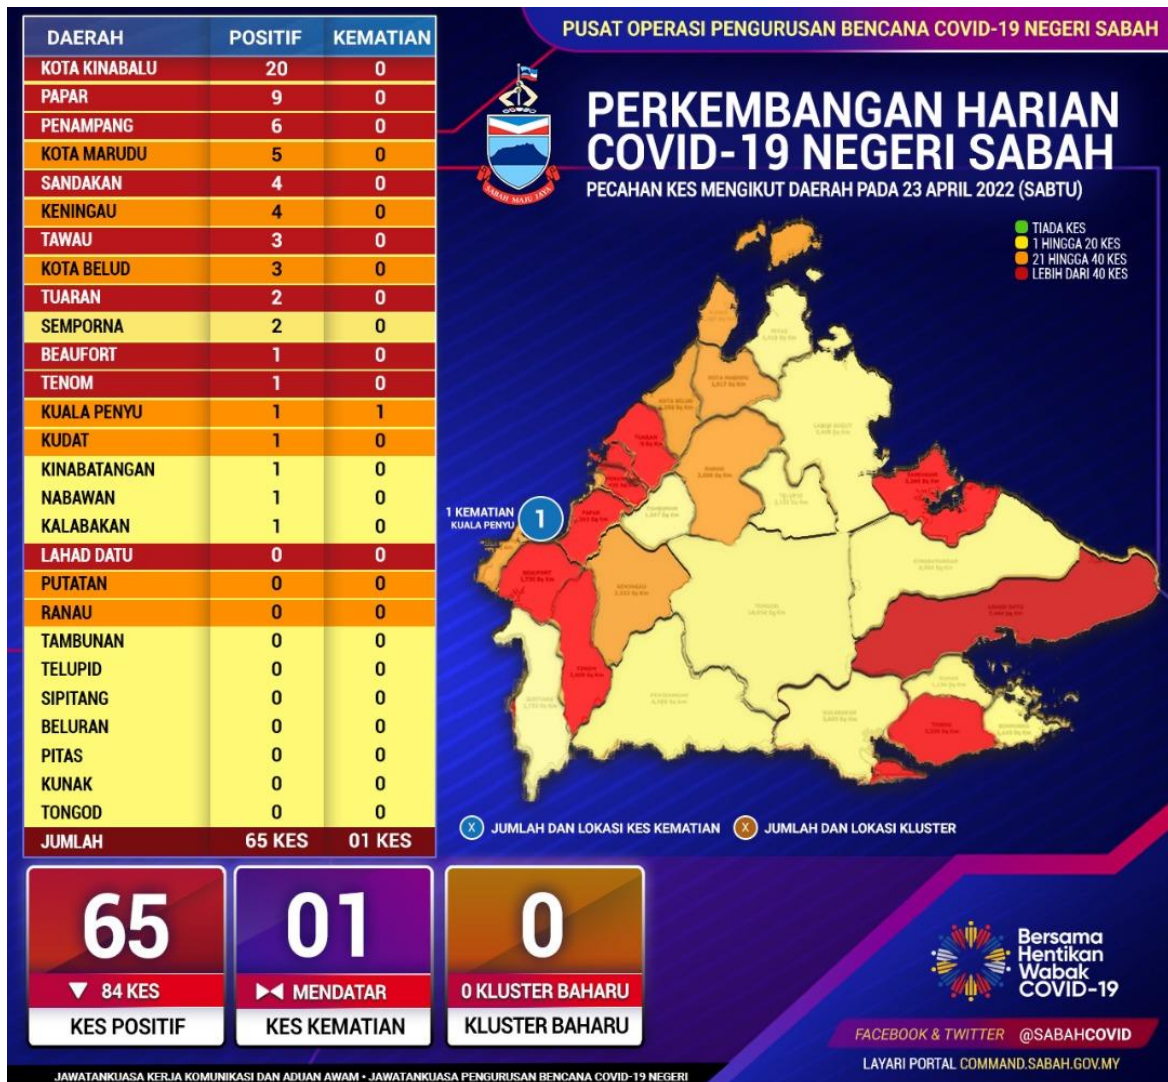 PUSAT OPERASI PENGURUSAN BENCANA COVID-19 NEGERI SABAH
PERKEMBANGAN HARIAN
COVID-19 NEGERI SABAH
PECAHAN KES MENGIKUT DAERAH PADA 23 APRIL 2022 (SABTU)
SABAH MAJU JAYA
DAERAH POSITIF KEMATIAN
KOTA KINABALU 20 0
PAPAR 9 0
PENAMPANG 6 0
KOTA MARUDU 5 0
SANDAKAN 4 0
KENINGAU 4 0
TAWAU 3 0
KOTA BELUD 3 0
TUARAN 2 0
SEMPORNA 2 0
BEAUFORT 1 0
TENOM 1 0
KUALA PENYU 1 1
KUDAT 1 0
KINABATANGAN 1 0
NABAWAN 1 0
KALABAKAN 1 0
LAHAD DATU 0 0
PUTATAN 0 0
RANAU 0 0
TAMBUNAN 0 0
TELUPID 0 0
SIPITANG 0 0
BELURAN 0 0
PITAS 0 0
KUNAK 0 0
TONGOD 0 0
JUMLAH 65 KES 01 KES
TIADA KES
1 HINGGA 20 KES
21 HINGGA 40 KES
LEBIH DARI 40 KES
1 KEMATIAN
KUALA PENYU
1
X JUMLAH DAN LOKASI KES KEMATIAN
X JUMLAH DAN LOKASI KLUSTER
65
▼ 84 KES
KES POSITIF
01
MENDATAR
KES KEMATIAN
0
0 KLUSTER BAHARU
KLUSTER BAHARU
Bersama
Hentikan
Wabak
COVID-19
FACEBOOK & TWITTER @SABAHCOVID
LAYARI PORTAL COMMAND.SABAH.GOV.MY
JAWATANKUASA KERJA KOMUNIKASI DAN ADUAN AWAM • JAWATANKUASA PENGURUSAN BENCANA COVID-19 NEGERI